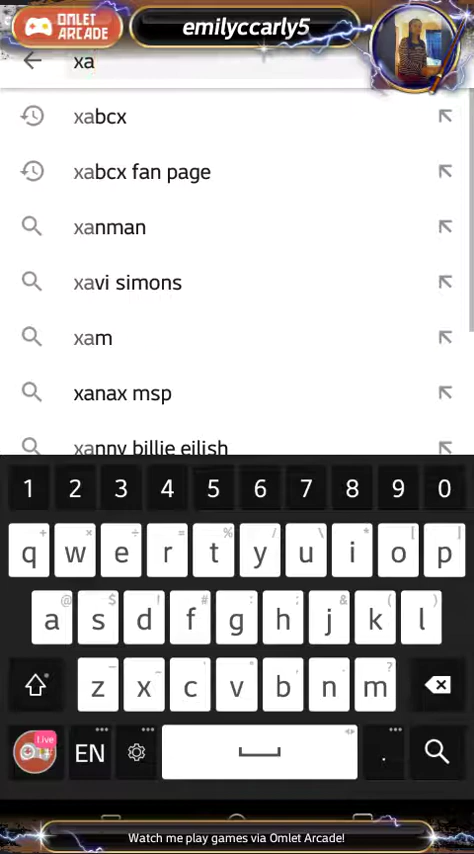 OMLET
ARCADE
emilyccarly5
xa
xabcx
xabcx fan page
xanman
xavi simons
xam
xanax msp
xanny billie eilish
1 2 3 4 5 6 7 8 9 0
+ × ÷ = % / \ * [ ]
q w e r t y u i o p
@ $ ! # : ; & ( )
a s d f g h j k l
z x c v b n m ?
Live
EN .
Watch me play games via Omlet Arcade!